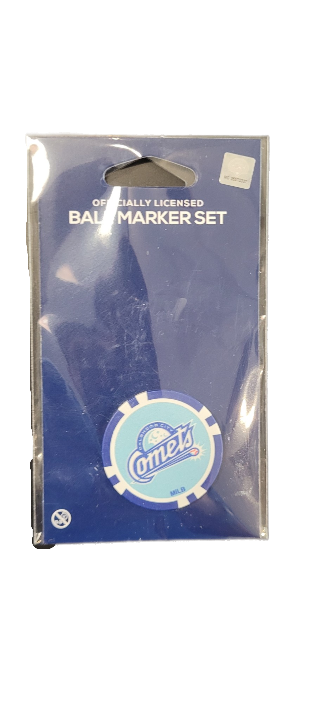 OFFICIALLY LICENSED
BALL MARKER SET
Comets
MiLB